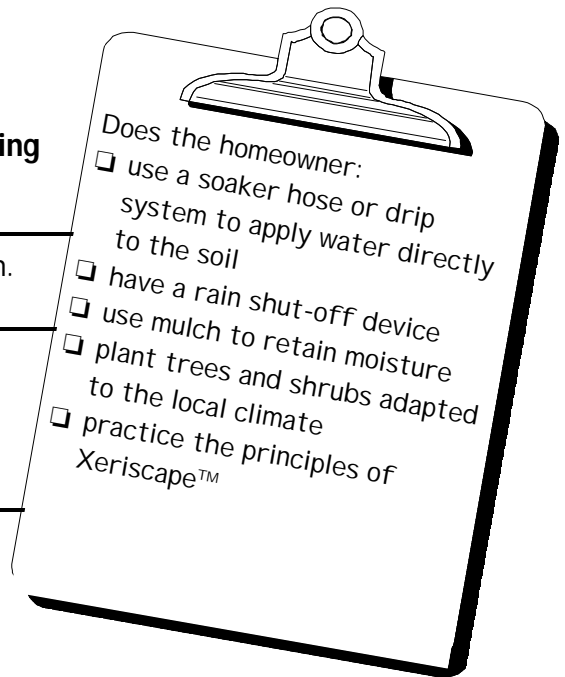 ing
n.
Does the homeowner:
❏ use a soaker hose or drip
system to apply water directly
to the soil
❏ have a rain shut-off device
❏ use mulch to retain moisture
❏ plant trees and shrubs adapted
to the local climate
❏ practice the principles of
Xeriscape™